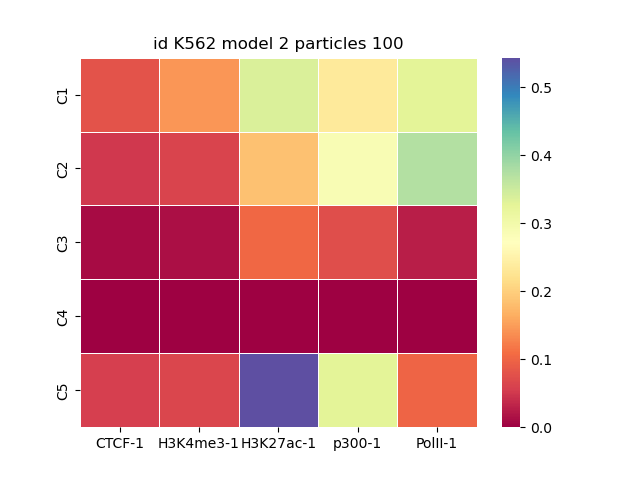 id K562 model 2 particles 100
C1
C2
C3
C4
C5
CTCF-1 H3K4me3-1 H3K27ac-1 p300-1 PolII-1
0.5
0.4
0.3
0.2
0.1
0.0